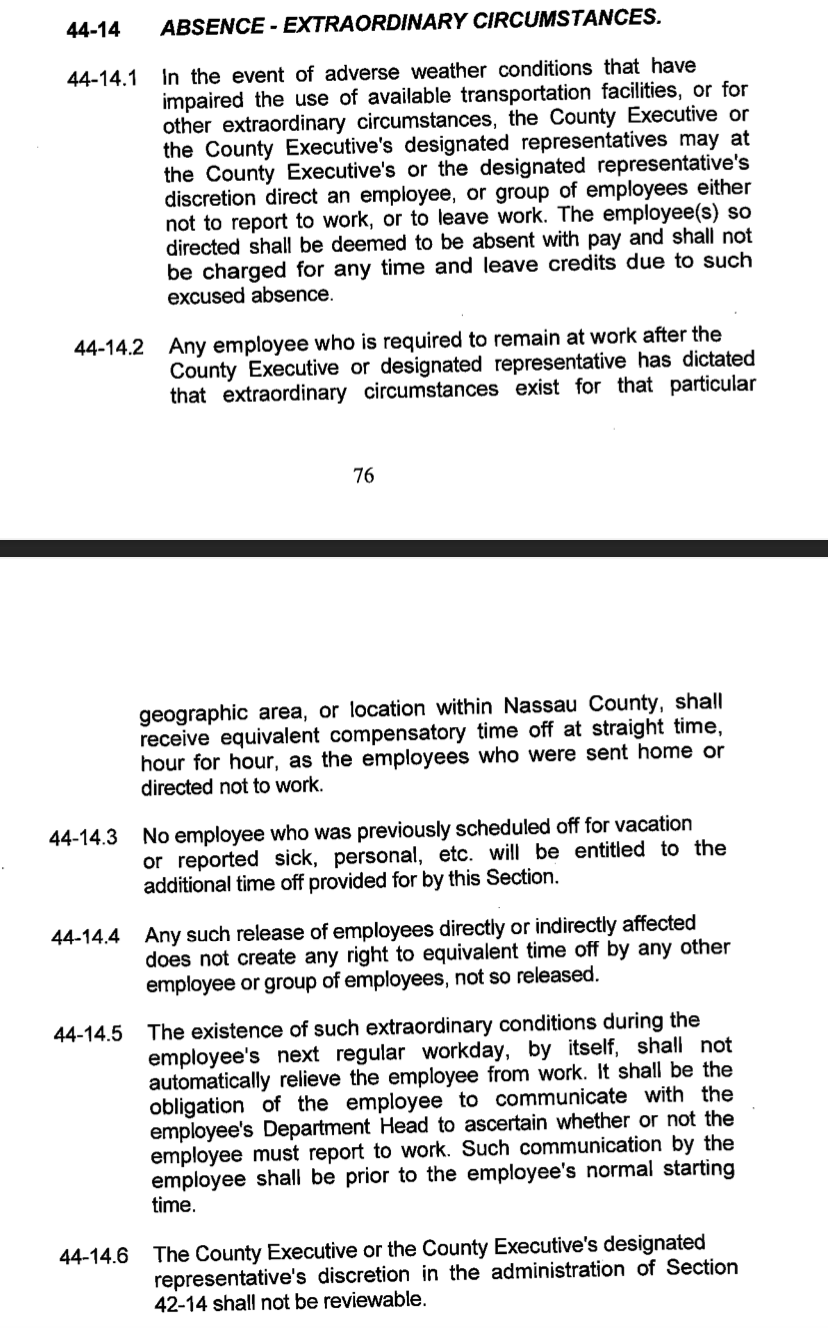 44-14 ABSENCE - EXTRAORDINARY CIRCUMSTANCES.
44-14.1 In the event of adverse weather conditions that have
impaired the use of available transportation facilities, or for
other extraordinary circumstances, the County Executive or
the County Executive's designated representatives may at
the County Executive's or the designated representative's
discretion direct an employee, or group of employees either
not to report to work, or to leave work. The employee(s) so
directed shall be deemed to be absent with pay and shall not
be charged for any time and leave credits due to such
excused absence.
44-14.2 Any employee who is required to remain at work after the
County Executive or designated representative has dictated
that extraordinary circumstances exist for that particular
76
geographic area, or location within Nassau County, shall
receive equivalent compensatory time off at straight time,
hour for hour, as the employees who were sent home or
directed not to work.
44-14.3 No employee who was previously scheduled off for vacation
or reported sick, personal, etc. will be entitled to the
additional time off provided for by this Section.
44-14.4 Any such release of employees directly or indirectly affected
does not create any right to equivalent time off by any other
employee or group of employees, not so released.
44-14.5 The existence of such extraordinary conditions during the
employee's next regular workday, by itself, shall not
automatically relieve the employee from work. It shall be the
obligation of the employee to communicate with the
employee's Department Head to ascertain whether or not the
employee must report to work. Such communication by the
employee shall be prior to the employee's normal starting
time.
44-14.6 The County Executive or the County Executive's designated
representative's discretion in the administration of Section
42-14 shall not be reviewable.